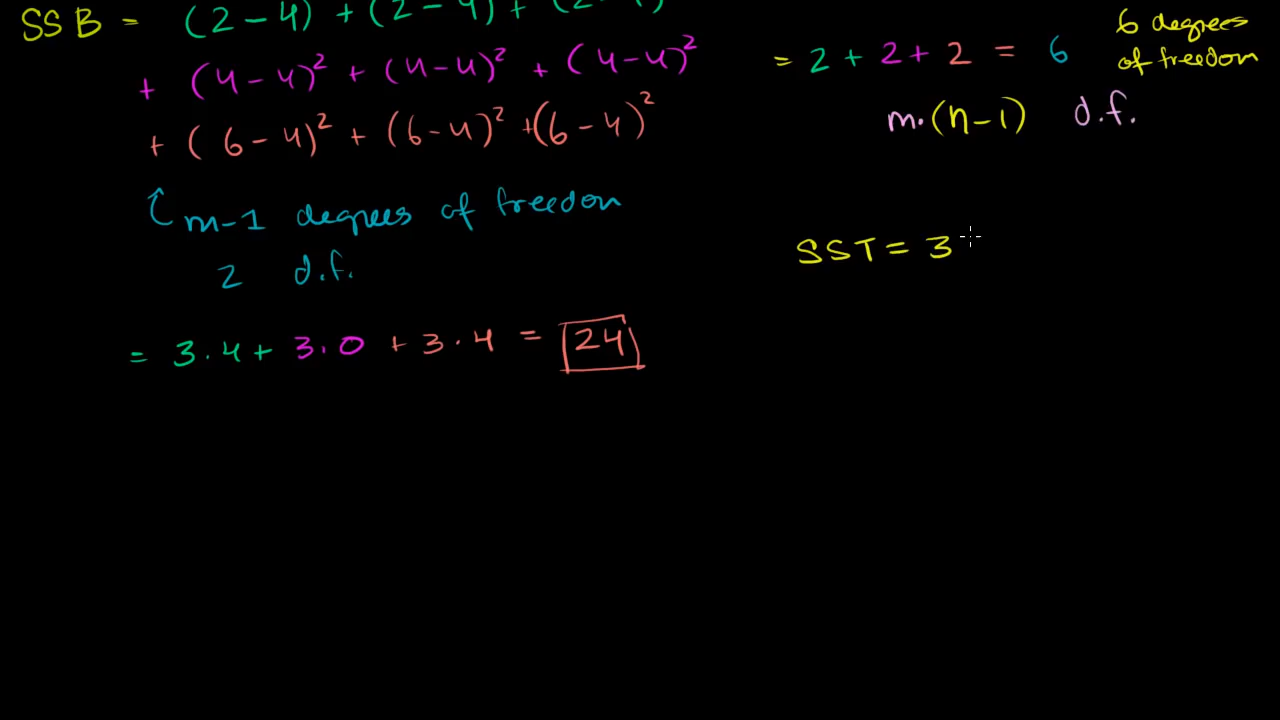 SSB = (2-4) + (2-4) +
+ (4-4)² + (4-4)² + (4-4)²
+ (6-4)² + (6-4)² + (6-4)²
m-1 degrees of freedom
2 d.f.
= 3·4 + 3·0 + 3·4 = 24
6 degrees
of freedom
= 2 + 2 + 2 = 6
m·(n-1) d.f.
SST = 3